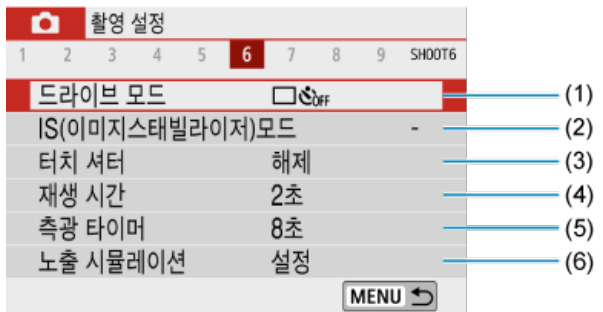 촬영 설정
1 2 3 4 5 6 7 8 9 SHOOT6
드라이브 모드 OFF (1)
IS(이미지스태빌라이저)모드 - (2)
터치 셔터 해제 (3)
재생 시간 2초 (4)
측광 타이머 8초 (5)
노출 시뮬레이션 설정 (6)
MENU